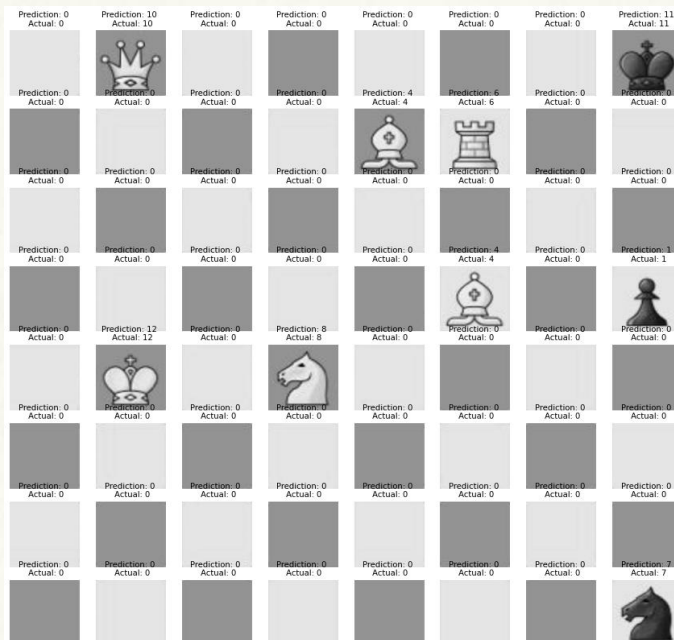 Prediction: 0 Prediction: 10 Prediction: 0 Prediction: 0 Prediction: 0 Prediction: 0 Prediction: 0 Prediction: 11
Actual: 0 Actual: 10 Actual: 0 Actual: 0 Actual: 0 Actual: 0 Actual: 0 Actual: 11
Prediction: 0 Prediction: 0 Prediction: 0 Prediction: 0 Prediction: 4 Prediction: 6 Prediction: 0 Prediction: 0
Actual: 0 Actual: 0 Actual: 0 Actual: 0 Actual: 4 Actual: 6 Actual: 0 Actual: 0
Prediction: 0 Prediction: 0 Prediction: 0 Prediction: 0 Prediction: 0 Prediction: 0 Prediction: 0 Prediction: 0
Actual: 0 Actual: 0 Actual: 0 Actual: 0 Actual: 0 Actual: 0 Actual: 0 Actual: 0
Prediction: 0 Prediction: 0 Prediction: 0 Prediction: 0 Prediction: 0 Prediction: 4 Prediction: 0 Prediction: 1
Actual: 0 Actual: 0 Actual: 0 Actual: 0 Actual: 0 Actual: 4 Actual: 0 Actual: 1
Prediction: 0 Prediction: 12 Prediction: 0 Prediction: 8 Prediction: 0 Prediction: 0 Prediction: 0 Prediction: 0
Actual: 0 Actual: 12 Actual: 0 Actual: 8 Actual: 0 Actual: 0 Actual: 0 Actual: 0
Prediction: 0 Prediction: 0 Prediction: 0 Prediction: 0 Prediction: 0 Prediction: 0 Prediction: 0 Prediction: 0
Actual: 0 Actual: 0 Actual: 0 Actual: 0 Actual: 0 Actual: 0 Actual: 0 Actual: 0
Prediction: 0 Prediction: 0 Prediction: 0 Prediction: 0 Prediction: 0 Prediction: 0 Prediction: 0 Prediction: 0
Actual: 0 Actual: 0 Actual: 0 Actual: 0 Actual: 0 Actual: 0 Actual: 0 Actual: 0
Prediction: 0 Prediction: 0 Prediction: 0 Prediction: 0 Prediction: 0 Prediction: 0 Prediction: 0 Prediction: 7
Actual: 0 Actual: 0 Actual: 0 Actual: 0 Actual: 0 Actual: 0 Actual: 0 Actual: 7